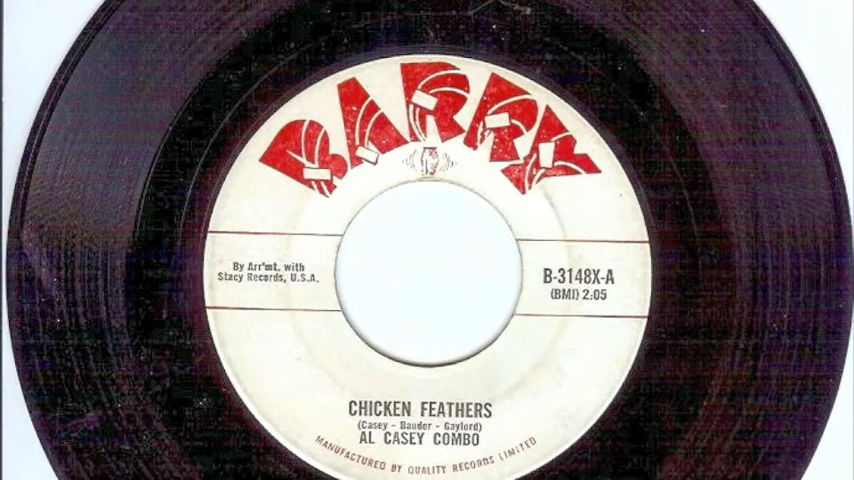 BARRY
By Arr'mt. with
Stacy Records, U.S.A.
B-3148X-A
(BMI) 2:05
CHICKEN FEATHERS
(Casey - Bauder - Gaylord)
AL CASEY COMBO
MANUFACTURED BY QUALITY RECORDS LIMITED